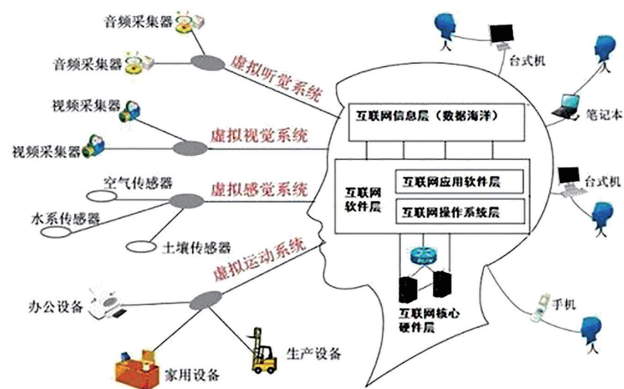 音频采集器
音频采集器
虚拟听觉系统
视频采集器
视频采集器
虚拟视觉系统
空气传感器
水系传感器
土壤传感器
虚拟感觉系统
虚拟运动系统
办公设备
家用设备
生产设备
互联网信息层（数据海洋）
互联网
软件层
互联网应用软件层
互联网操作系统层
互联网核心
硬件层
台式机
人
笔记本
人
台式机
人
手机
人